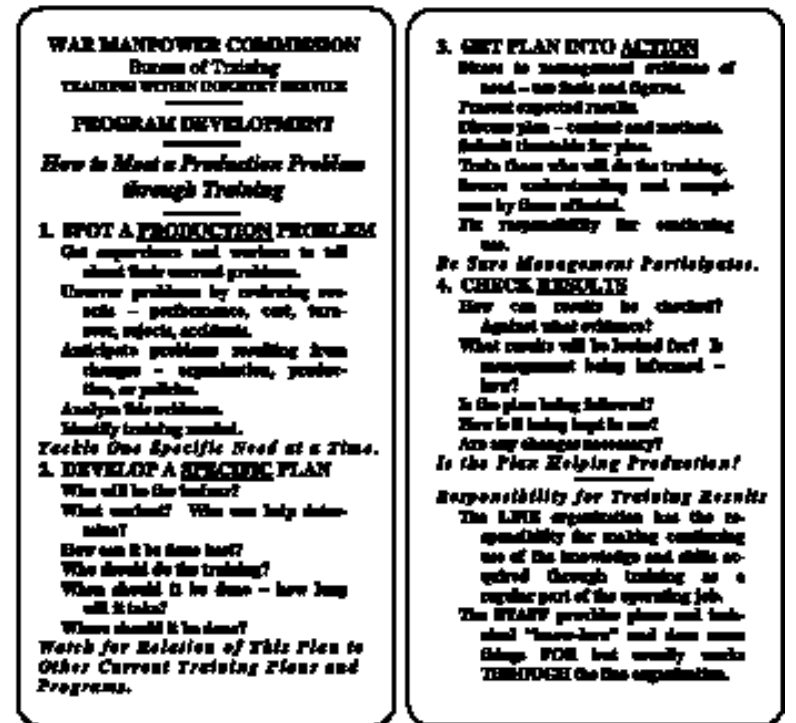 WAR MANPOWER COMMISSION
Bureau of Training
TRAINING WITHIN INDUSTRY SERVICE
PROGRAM DEVELOPMENT
How to Meet a Production Problem
through Training
1. SPOT A PRODUCTION PROBLEM
Get supervisors and workers to tell
about their current problems.
Uncover problems by reviewing rec-
ords – performance, cost, turn-
over, rejects, accidents.
Anticipate problems resulting from
changes – organization, produc-
tion, or policies.
Analyze this evidence.
Identify training needed.
Tackle One Specific Need at a Time.
2. DEVELOP A SPECIFIC PLAN
Who will be trained?
What content? Who can help deter-
mine?
How can it be done best?
Who should do the training?
When should it be done – how long
will it take?
Where should it be done?
Watch for Relation of This Plan to
Other Current Training Plans and
Programs.
3. GET PLAN INTO ACTION
Stress to management evidence of
need – use facts and figures.
Present expected results.
Discuss plan – content and methods.
Submit timetable for plan.
Train those who will do the training.
Secure understanding and accept-
ance by those affected.
Fix responsibility for continuing
use.
Be Sure Management Participates.
4. CHECK RESULTS
How can results be checked?
Against what evidence?
What results will be looked for? Is
management being informed –
how?
Is the plan being followed?
How is it being kept in use?
Are any changes necessary?
Is the Plan Helping Production?
Responsibility for Training Results
The LINE organization has the re-
sponsibility for making continuing
use of the knowledge and skills ac-
quired through training as a
regular part of the operating job.
The STAFF provides plans and tech-
nical "know-how" and does some
things FOR but usually works
THROUGH the line organization.